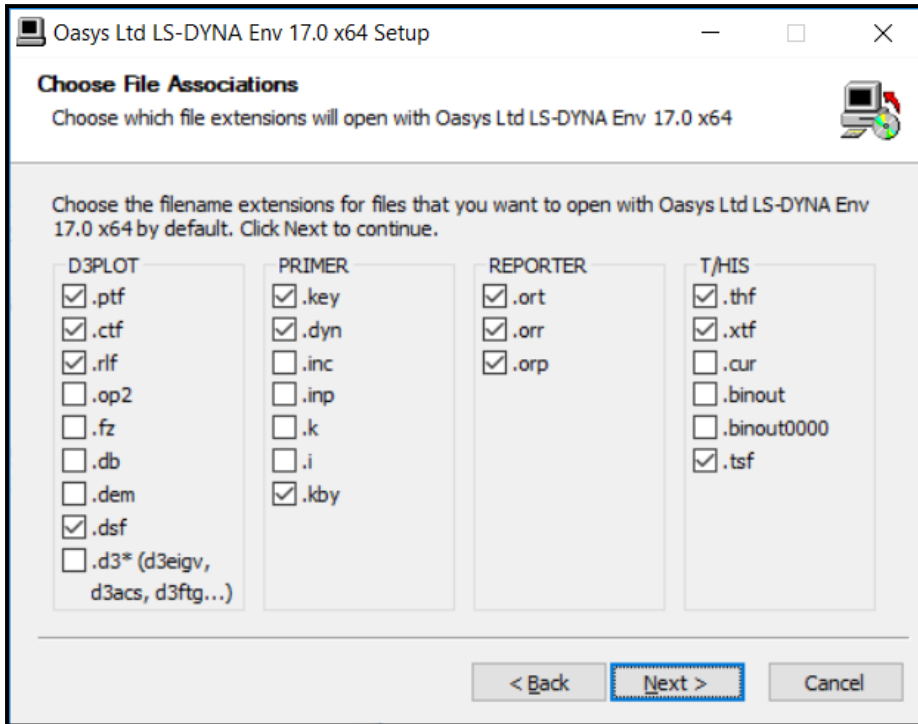 Oasys Ltd LS-DYNA Env 17.0 x64 Setup
Choose File Associations
Choose which file extensions will open with Oasys Ltd LS-DYNA Env 17.0 x64
Choose the filename extensions for files that you want to open with Oasys Ltd LS-DYNA Env
17.0 x64 by default. Click Next to continue.
D3PLOT
.ptf
.ctf
.rlf
.op2
.fz
.db
.dem
.dsf
.d3* (d3eigv,
d3acs, d3ftg...)
PRIMER
.key
.dyn
.inc
.inp
.k
.i
.kby
REPORTER
.ort
.orr
.orp
T/HIS
.thf
.xtf
.cur
.binout
.binout0000
.tsf
< Back
Next >
Cancel